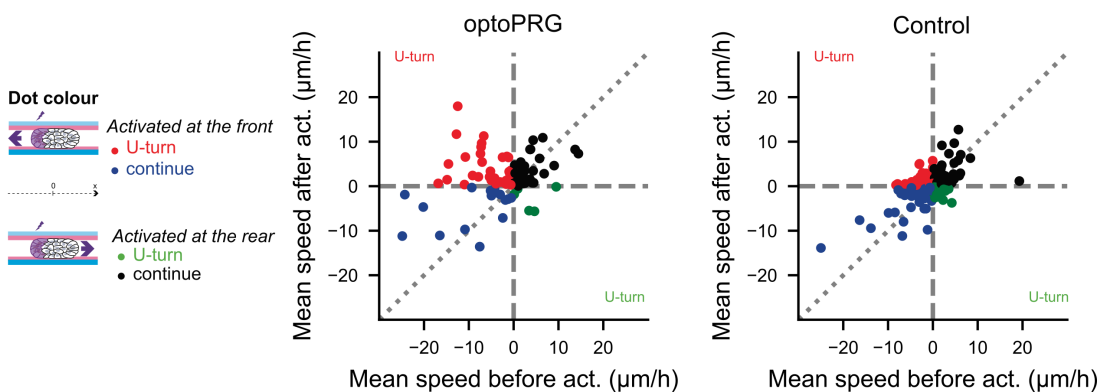 Dot colour
Activated at the front
U-turn
continue
0 x
Activated at the rear
U-turn
continue
optoPRG
Mean speed after act. (µm/h)
20
10
0
−10
−20
U-turn
U-turn
−20 −10 0 10 20
Mean speed before act. (µm/h)
Control
Mean speed after act. (µm/h)
20
10
0
−10
−20
U-turn
U-turn
−20 −10 0 10 20
Mean speed before act. (µm/h)